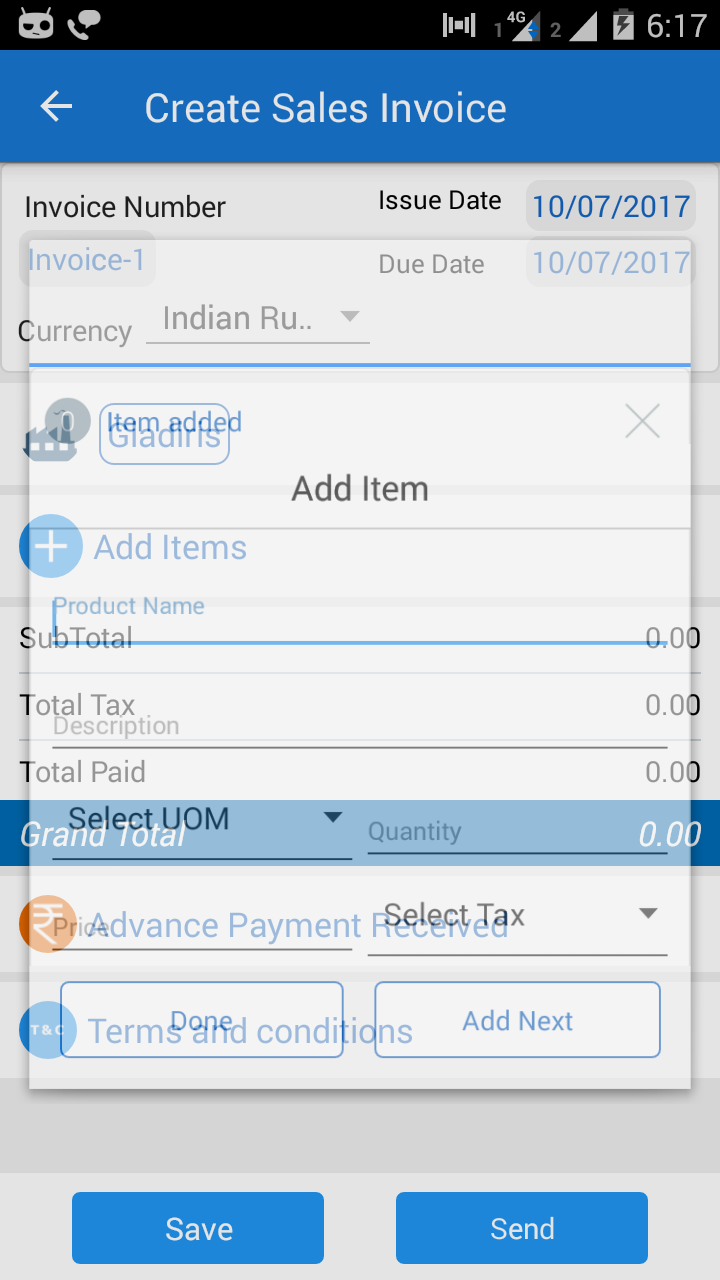 1 4G 2 6:17
Create Sales Invoice
Invoice Number
Issue Date 10/07/2017
Invoice-1
Due Date 10/07/2017
Currency Indian Ru..
0 Item added
Gladiris
Add Item
Add Items
Product Name
SubTotal 0.00
Total Tax 0.00
Description
Total Paid 0.00
Select UOM
Quantity
Grand Total 0.00
Select Tax
Price
Advance Payment Received
Done
Add Next
T&C Terms and conditions
Save
Send